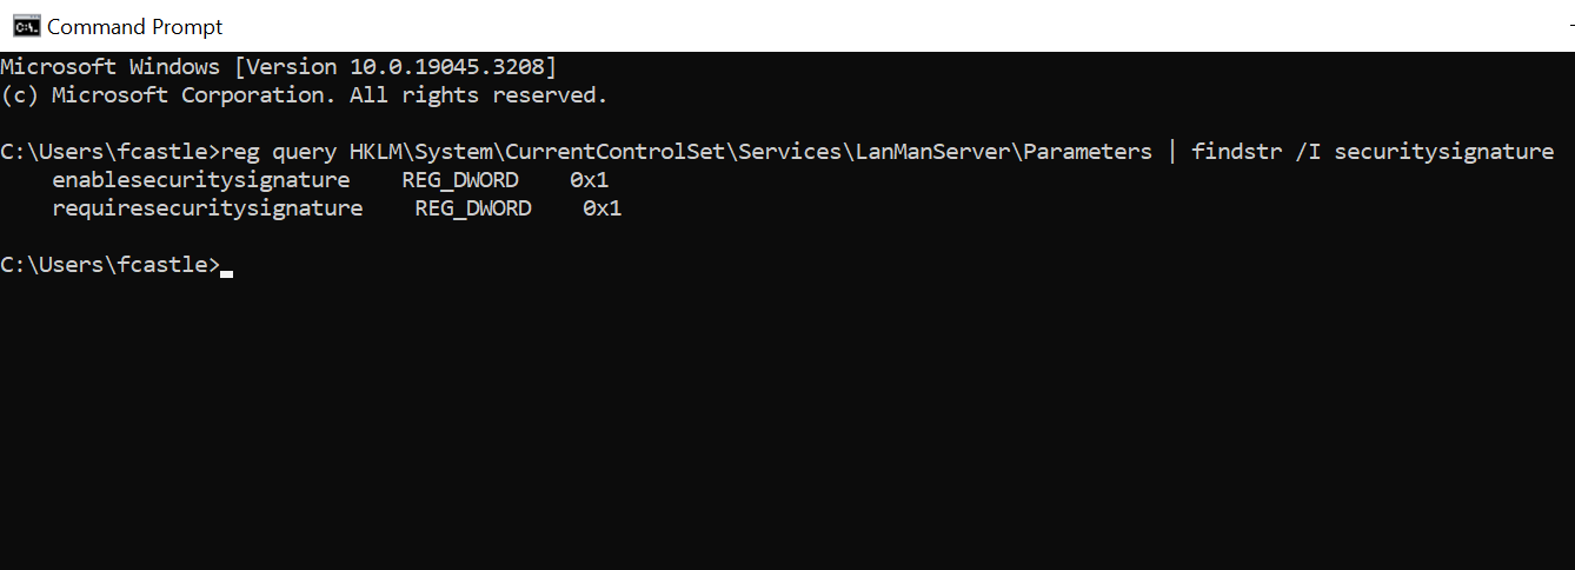 Command Prompt
Microsoft Windows [Version 10.0.19045.3208]
(c) Microsoft Corporation. All rights reserved.
C:\Users\fcastle>reg query HKLM\System\CurrentControlSet\Services\LanManServer\Parameters | findstr /I securitysignature
    enablesecuritysignature    REG_DWORD    0x1
    requiresecuritysignature    REG_DWORD    0x1
C:\Users\fcastle>